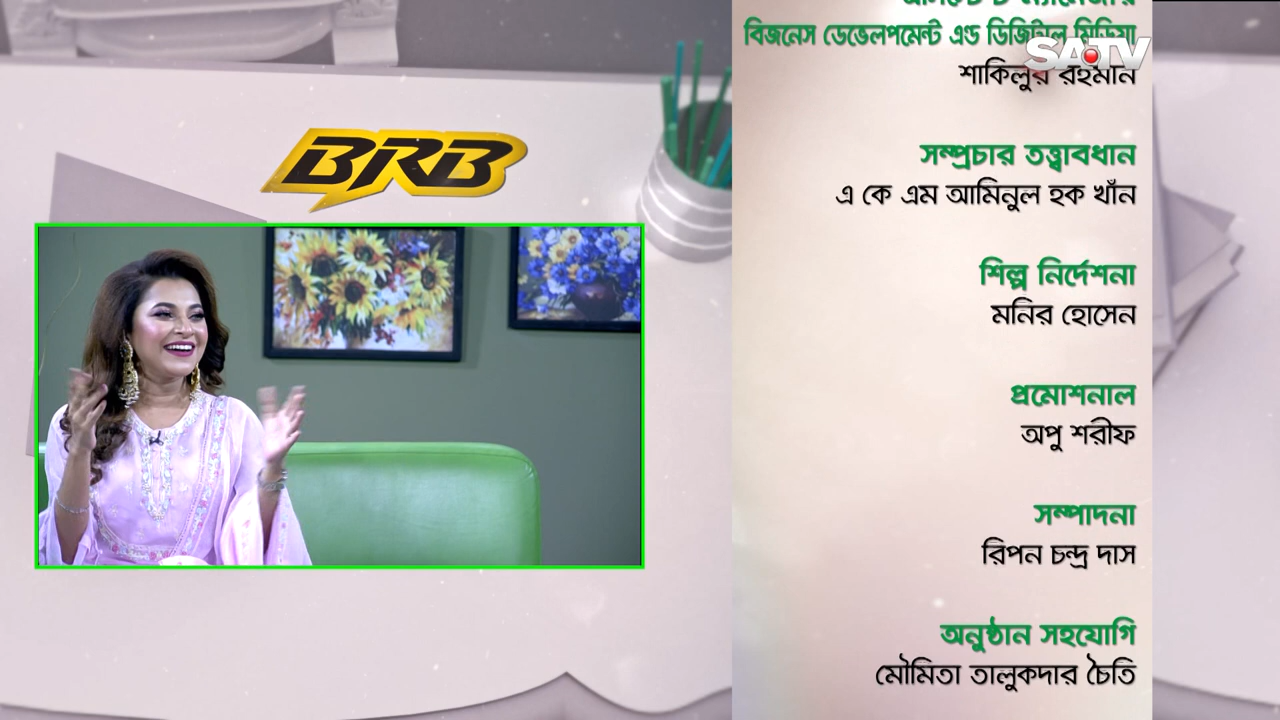 বিজনেস ডেভেলপমেন্ট এন্ড ডিজিটাল মিডিয়া
SATV
শাকিলুর রহমান
BRB
সম্প্রচার তত্ত্বাবধান
এ কে এম আমিনুল হক খাঁন
শিল্প নির্দেশনা
মনির হোসেন
প্রমোশনাল
অপু শরীফ
সম্পাদনা
রিপন চন্দ্র দাস
অনুষ্ঠান সহযোগি
মৌমিতা তালুকদার চৈতি